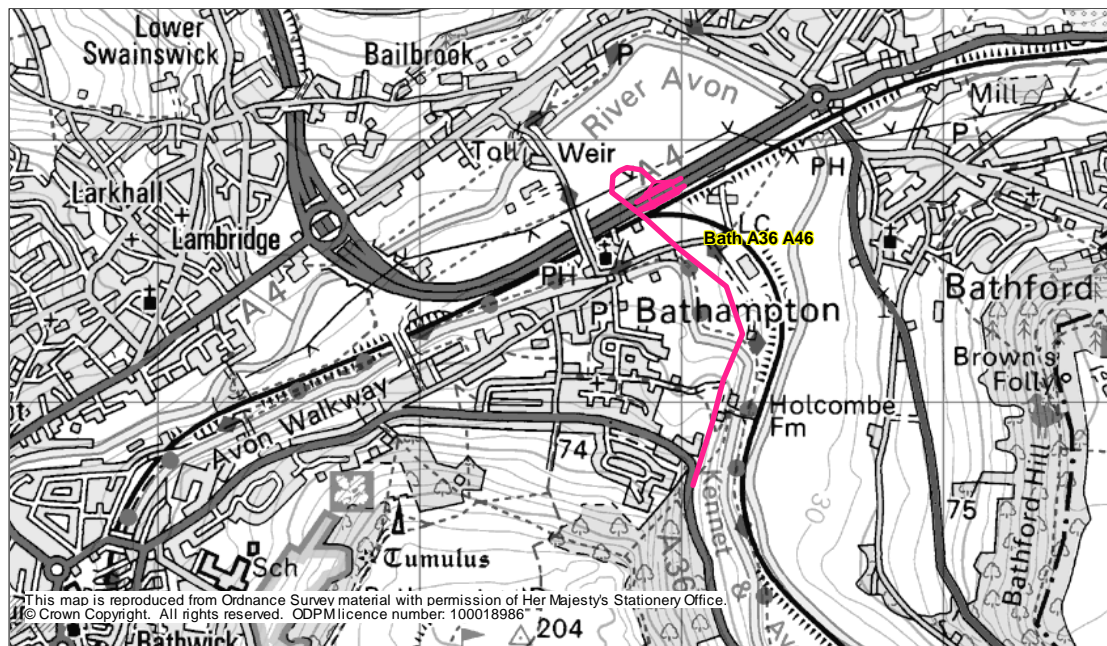 Lower
Swainswick
Bailbrook
P
River Avon
Mill
P
Toll
Weir
A 4
PH
Larkhall
Lambridge
LC
Bath A36 A46
A 4
PH
P
Bathampton
Bathford
Brown's
Folly
Avon Walkway
Holcombe
Fm
74
Kennet
30
75
Bathford Hill
Tumulus
A36
Sch
&
Av
This map is reproduced from Ordnance Survey material with permission of Her Majesty's Stationery Office.
© Crown Copyright. All rights reserved. ODPM licence number: 100018986"
204
Bathwick